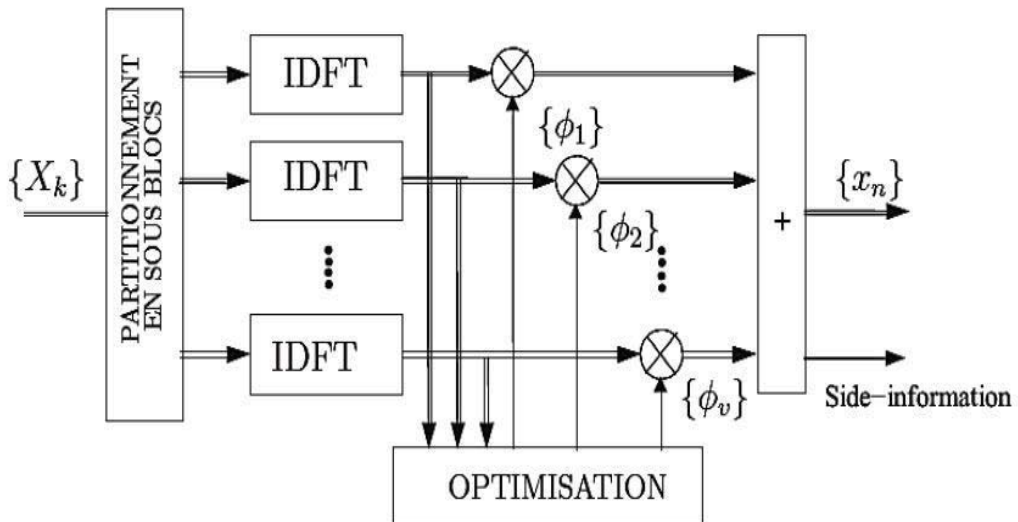 {X_k}
PARTITIONNEMENT
EN SOUS BLOCS
IDFT
{ϕ_1}
IDFT
{ϕ_2}
IDFT
{ϕ_v}
OPTIMISATION
+
{x_n}
Side-information